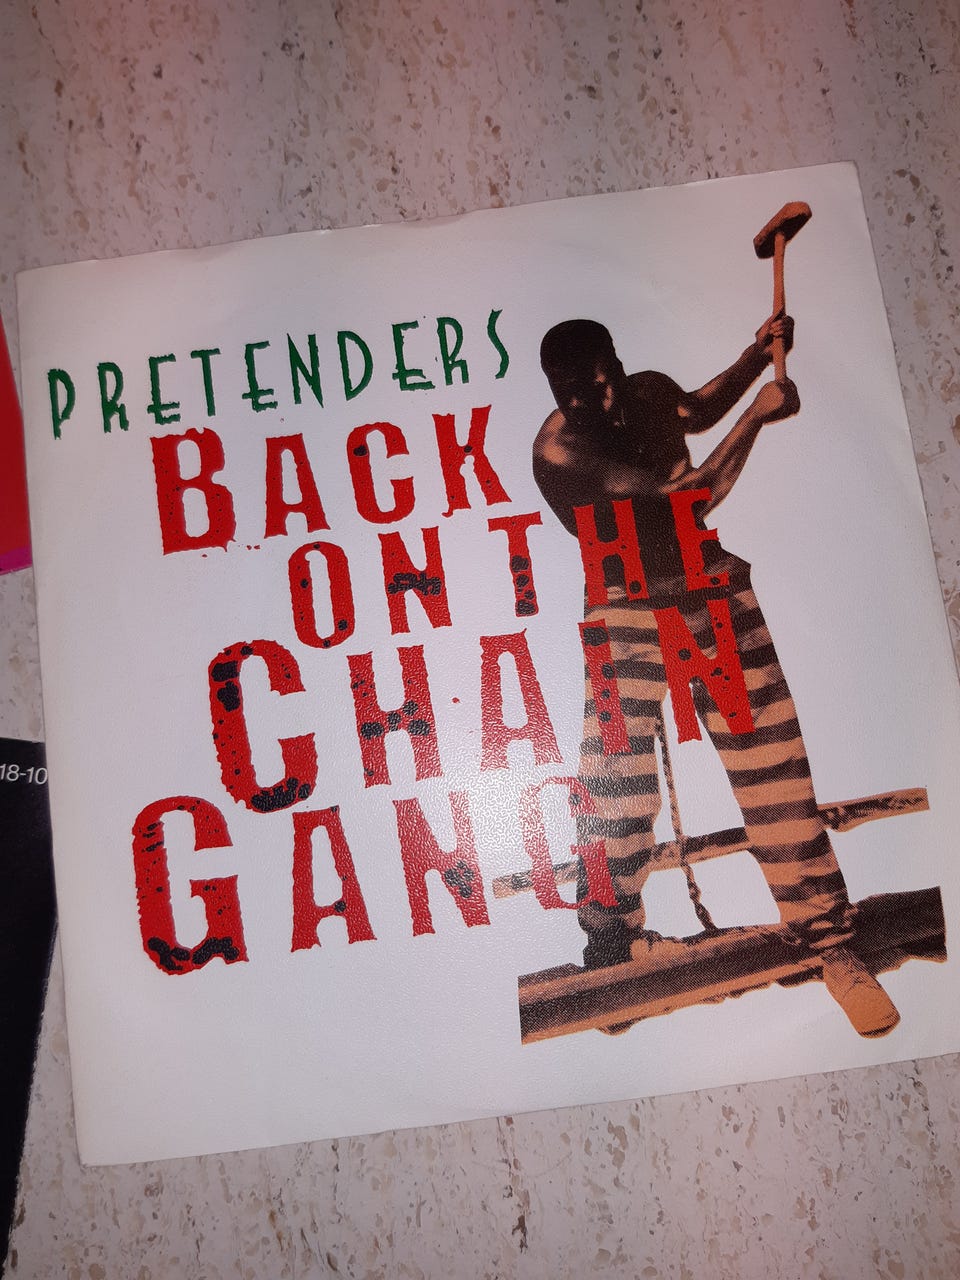 PRETENDERS
BACK
ON THE
CHAIN
GANG
18-10